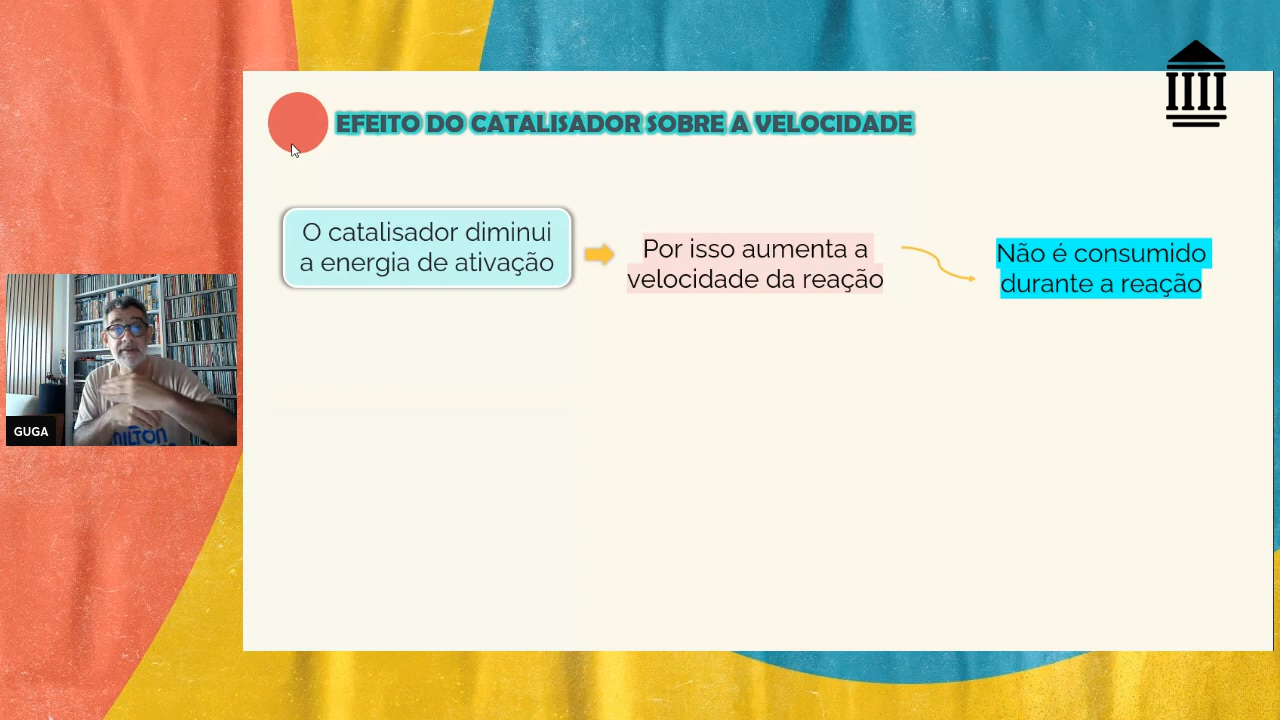 EFEITO DO CATALISADOR SOBRE A VELOCIDADE
O catalisador diminui
a energia de ativação
Por isso aumenta a
velocidade da reação
Não é consumido
durante a reação
GUGA